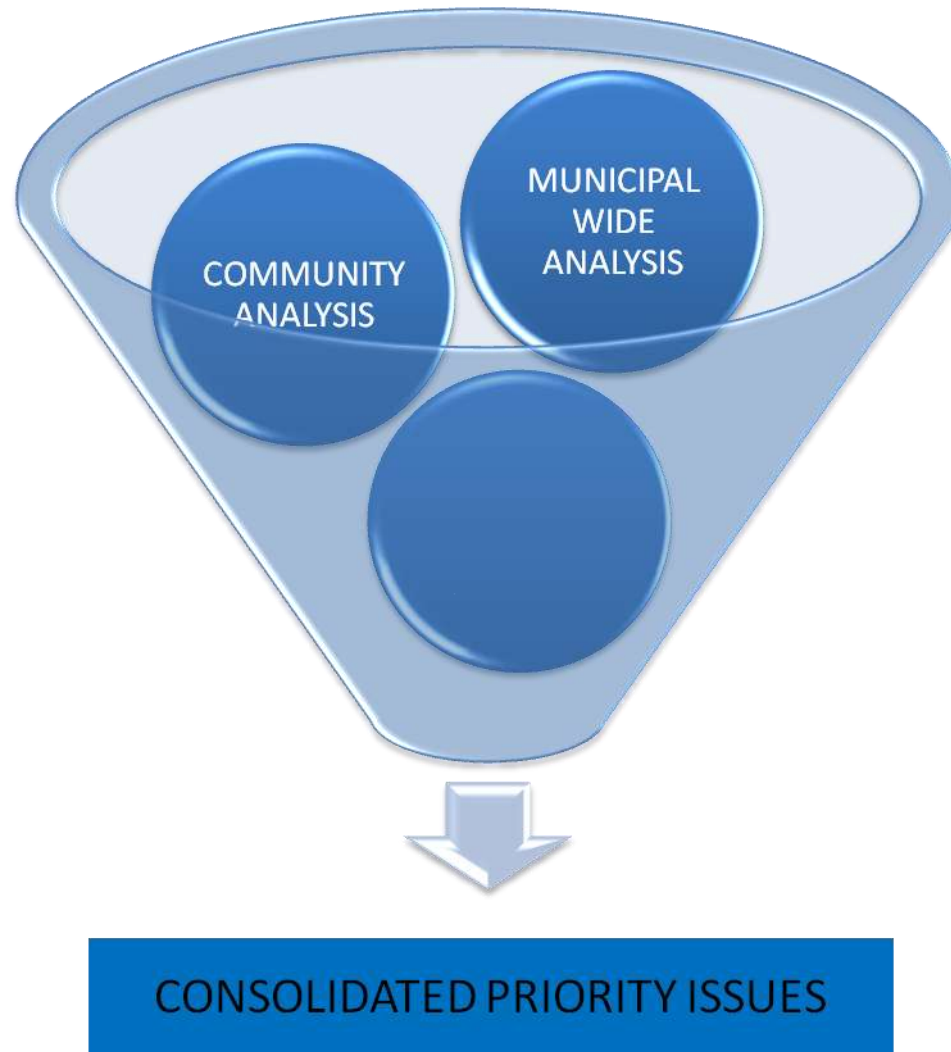 COMMUNITY
ANALYSIS
MUNICIPAL
WIDE
ANALYSIS
CONSOLIDATED PRIORITY ISSUES